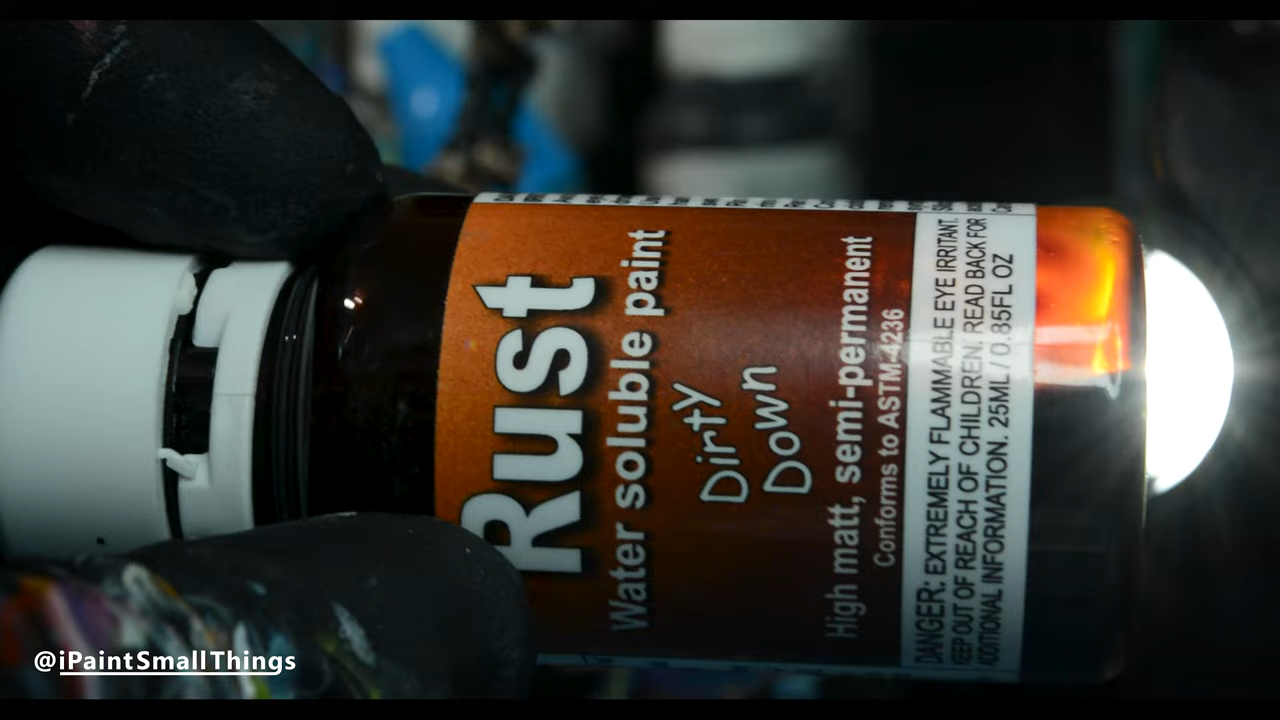 Rust
Water soluble paint
Dirty
Down
High matt, semi-permanent
Conforms to ASTM-4236
DANGER: EXTREMELY FLAMMABLE EYE IRRITANT.
KEEP OUT OF REACH OF CHILDREN. READ BACK FOR
ADDITIONAL INFORMATION. 25ML / 0.85FL OZ
@iPaintSmallThings